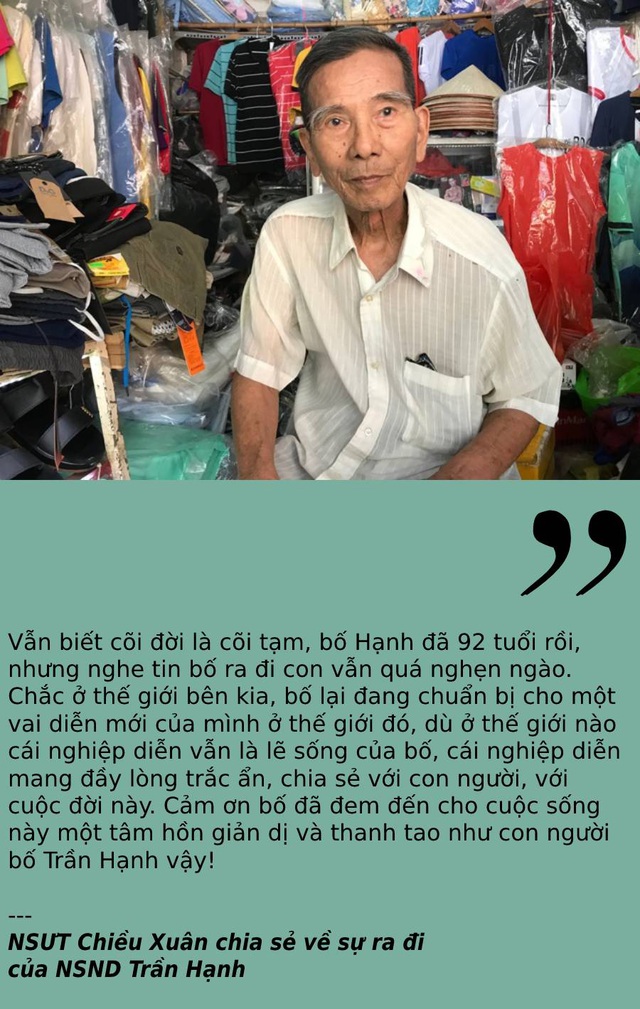 ”
Vẫn biết cõi đời là cõi tạm, bố Hạnh đã 92 tuổi rồi,
nhưng nghe tin bố ra đi con vẫn quá nghẹn ngào.
Chắc ở thế giới bên kia, bố lại đang chuẩn bị cho một
vai diễn mới của mình ở thế giới đó, dù ở thế giới nào
cái nghiệp diễn vẫn là lẽ sống của bố, cái nghiệp diễn
mang đầy lòng trắc ẩn, chia sẻ với con người, với
cuộc đời này. Cảm ơn bố đã đem đến cho cuộc sống
này một tâm hồn giản dị và thanh tao như con người
bố Trần Hạnh vậy!
---
NSƯT Chiều Xuân chia sẻ về sự ra đi
của NSND Trần Hạnh